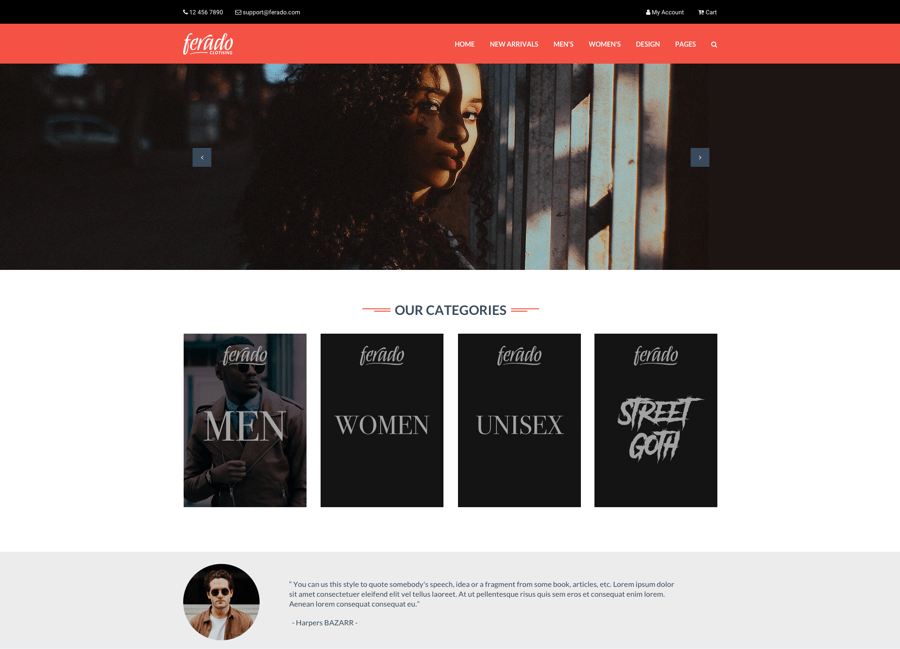 12 456 7890 support@ferado.com My Account Cart
ferado
CLOTHING
HOME NEW ARRIVALS MEN'S WOMEN'S DESIGN PAGES
OUR CATEGORIES
ferado ferado ferado ferado
MEN WOMEN UNISEX STREET
GOTH
“ You can us this style to quote somebody's speech, idea or a fragment from some book, articles, etc. Lorem ipsum dolor
sit amet consectetuer eleifend elit vel tellus laoreet. At ut pellentesque risus quis sem eros et consequat enim lorem.
Aenean lorem consequat consequat eu.”
- Harpers BAZARR -